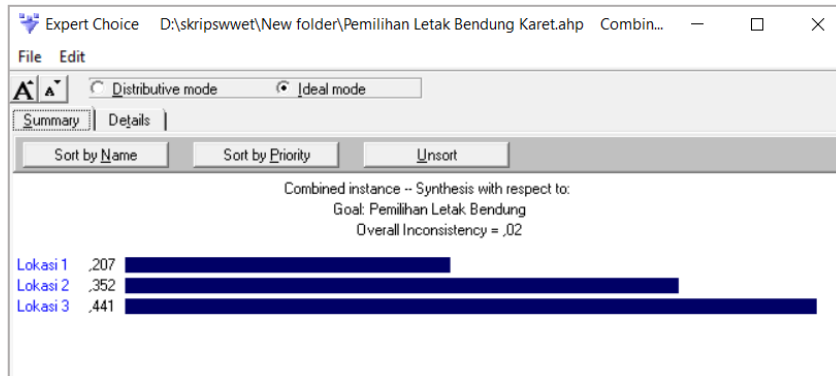 Expert Choice D:\skripswwet\New folder\Pemilihan Letak Bendung Karet.ahp Combin...
File Edit
A A Distributive mode Ideal mode
Summary Details
Sort by Name Sort by Priority Unsort
Combined instance -- Synthesis with respect to:
Goal: Pemilihan Letak Bendung
Overall Inconsistency = ,02
Lokasi 1 ,207
Lokasi 2 ,352
Lokasi 3 ,441